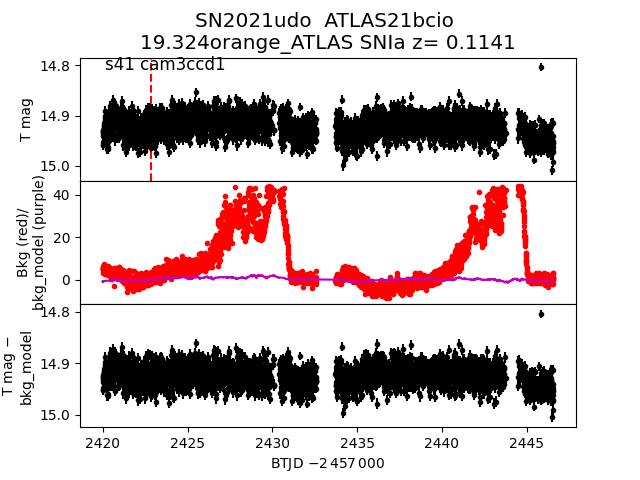 SN2021udo  ATLAS21bcio
19.324orange_ATLAS SNIa z= 0.1141
s41 cam3ccd1
14.8
14.9
15.0
T mag
40
20
0
Bkg (red)/
bkg_model (purple)
14.8
14.9
15.0
T mag −
bkg_model
2420 2425 2430 2435 2440 2445
BTJD −2 457 000